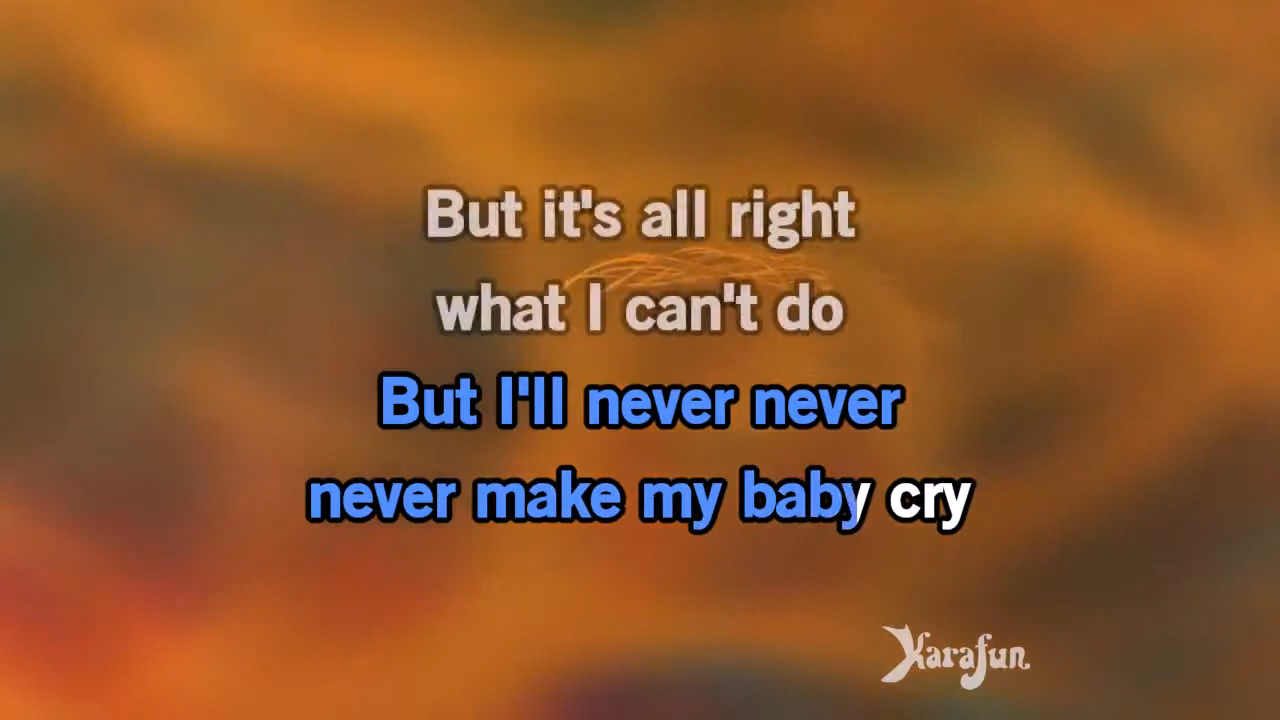 But it's all right
what I can't do
But I'll never never
never make my baby cry
Karafun